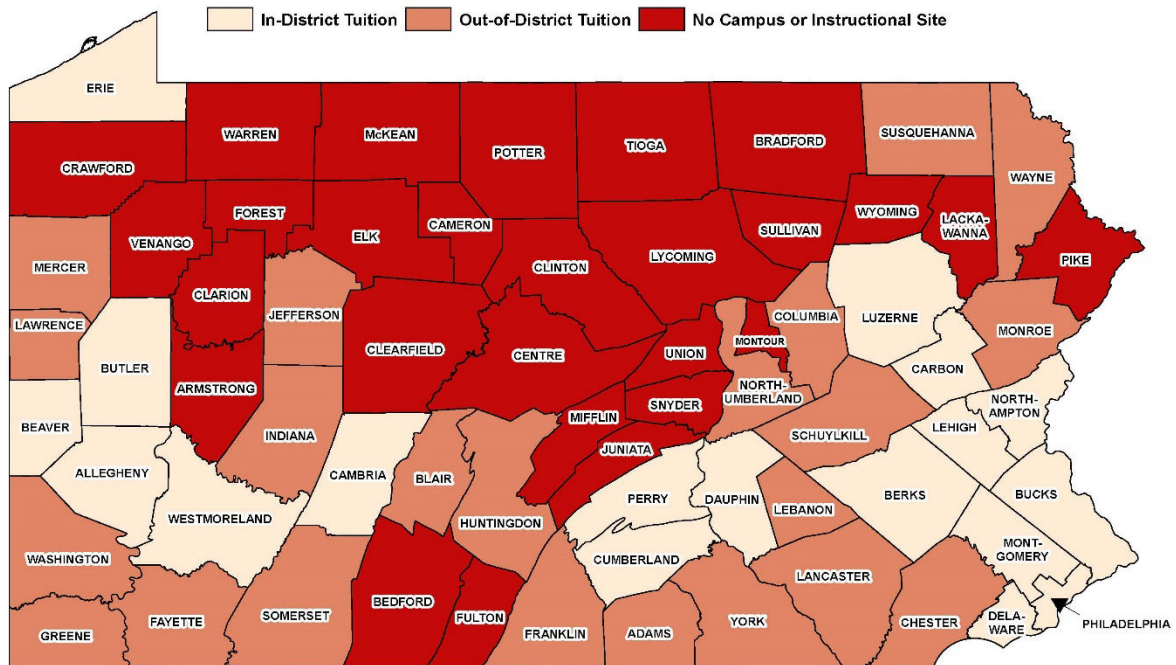 In-District Tuition
Out-of-District Tuition
No Campus or Instructional Site
ERIE
WARREN
McKEAN
POTTER
TIOGA
BRADFORD
SUSQUEHANNA
WAYNE
CRAWFORD
FOREST
ELK
CAMERON
VENANGO
CLINTON
LYCOMING
SULLIVAN
WYOMING
LACKA-
WANNA
PIKE
MERCER
CLARION
JEFFERSON
LAWRENCE
BUTLER
ARMSTRONG
CLEARFIELD
CENTRE
UNION
MONTOUR
COLUMBIA
LUZERNE
MONROE
CARBON
BEAVER
INDIANA
MIFFLIN
SNYDER
NORTH-
UMBERLAND
SCHUYLKILL
LEHIGH
NORTH-
AMPTON
ALLEGHENY
WESTMORELAND
CAMBRIA
BLAIR
HUNTINGDON
JUNIATA
PERRY
DAUPHIN
LEBANON
BERKS
BUCKS
MONT-
GOMERY
WASHINGTON
CUMBERLAND
LANCASTER
GREENE
FAYETTE
SOMERSET
BEDFORD
FULTON
FRANKLIN
ADAMS
YORK
CHESTER
DELA-
WARE
PHILADELPHIA